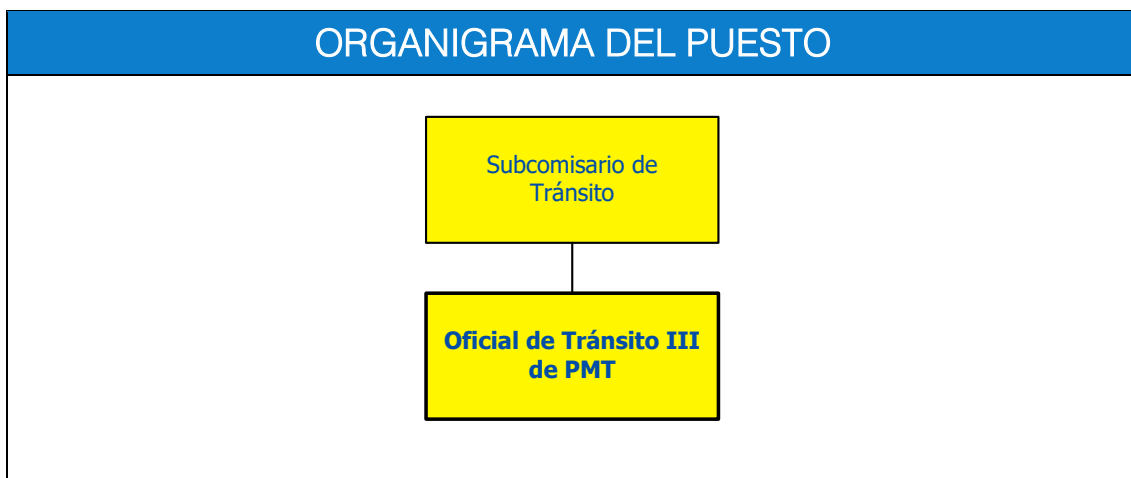 ORGANIGRAMA DEL PUESTO
Subcomisario de
Tránsito
Oficial de Tránsito III
de PMT